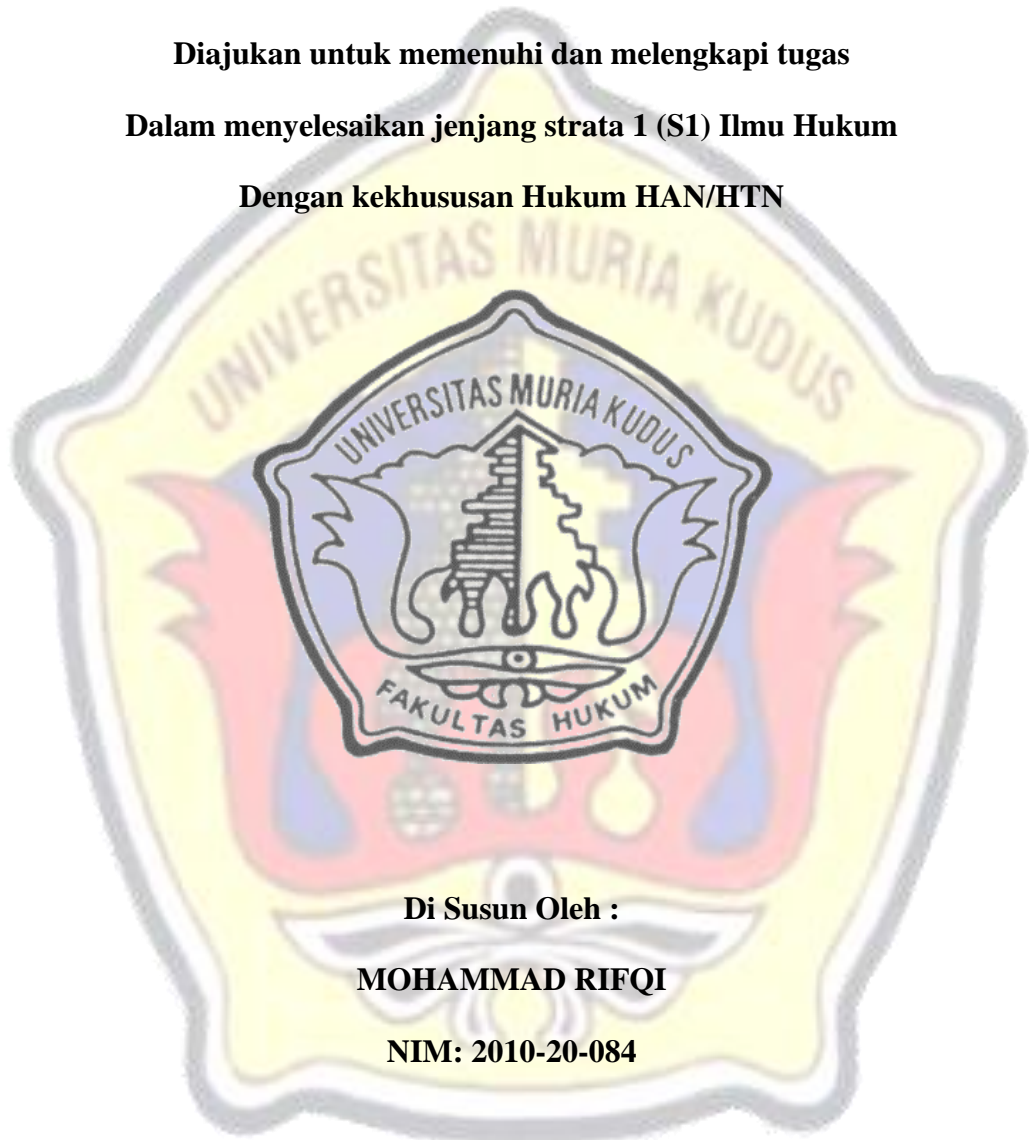 Diajukan untuk memenuhi dan melengkapi tugas
Dalam menyelesaikan jenjang strata 1 (S1) Ilmu Hukum
Dengan kekhususan Hukum HAN/HTN
UNIVERSITAS MURIA KUDUS
UNIVERSITAS MURIA KUDUS
FAKULTAS HUKUM
Di Susun Oleh :
MOHAMMAD RIFQI
NIM: 2010-20-084